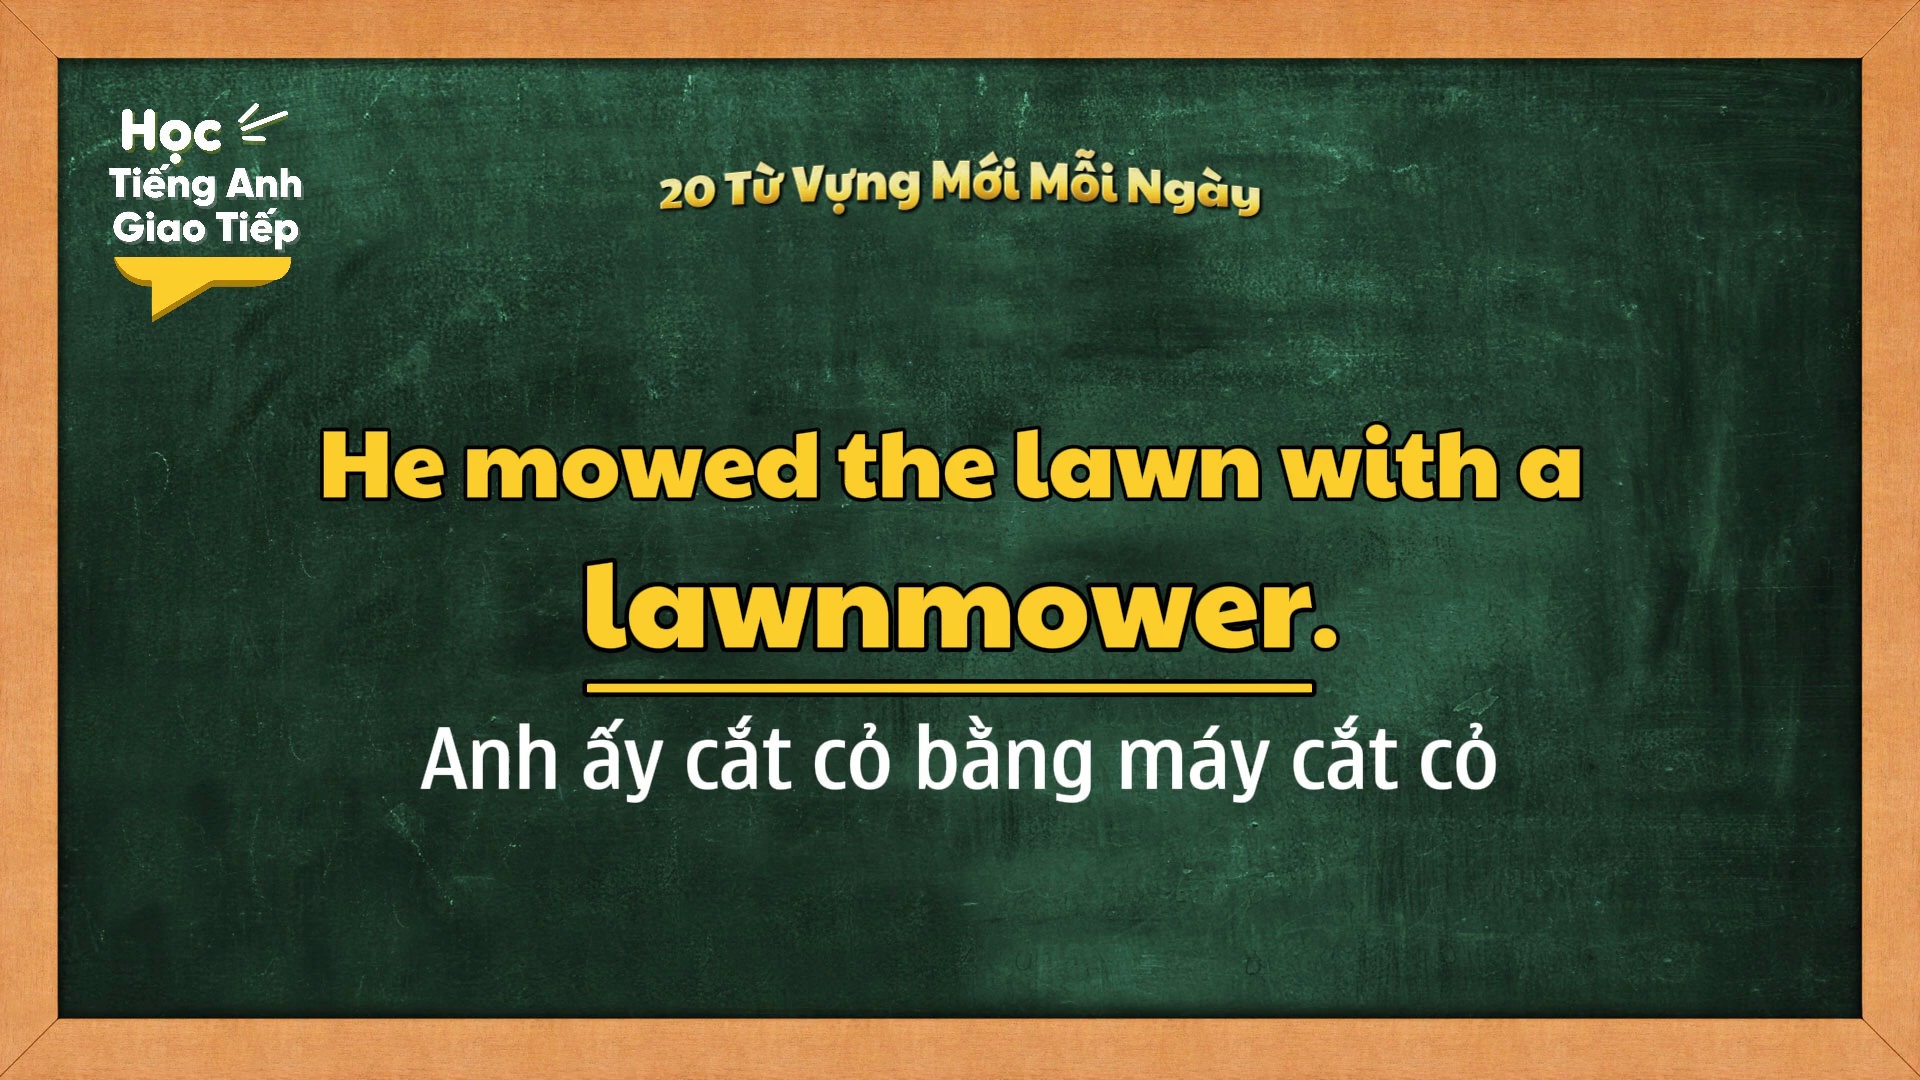 Học
Tiếng Anh
Giao Tiếp
20 Từ Vựng Mới Mỗi Ngày
He mowed the lawn with a
lawnmower.
Anh ấy cắt cỏ bằng máy cắt cỏ